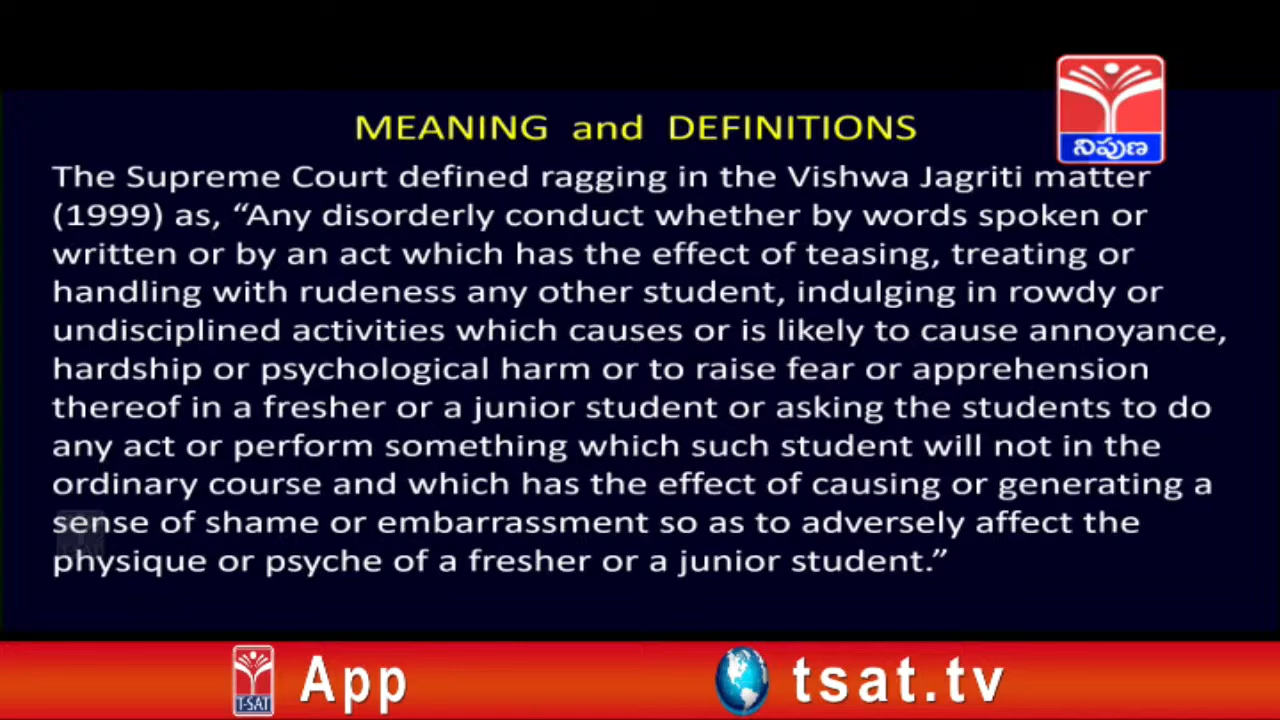 నిపుణ
MEANING and DEFINITIONS
The Supreme Court defined ragging in the Vishwa Jagriti matter
(1999) as, “Any disorderly conduct whether by words spoken or
written or by an act which has the effect of teasing, treating or
handling with rudeness any other student, indulging in rowdy or
undisciplined activities which causes or is likely to cause annoyance,
hardship or psychological harm or to raise fear or apprehension
thereof in a fresher or a junior student or asking the students to do
any act or perform something which such student will not in the
ordinary course and which has the effect of causing or generating a
sense of shame or embarrassment so as to adversely affect the
physique or psyche of a fresher or a junior student.”
T-SAT
App
tsat.tv